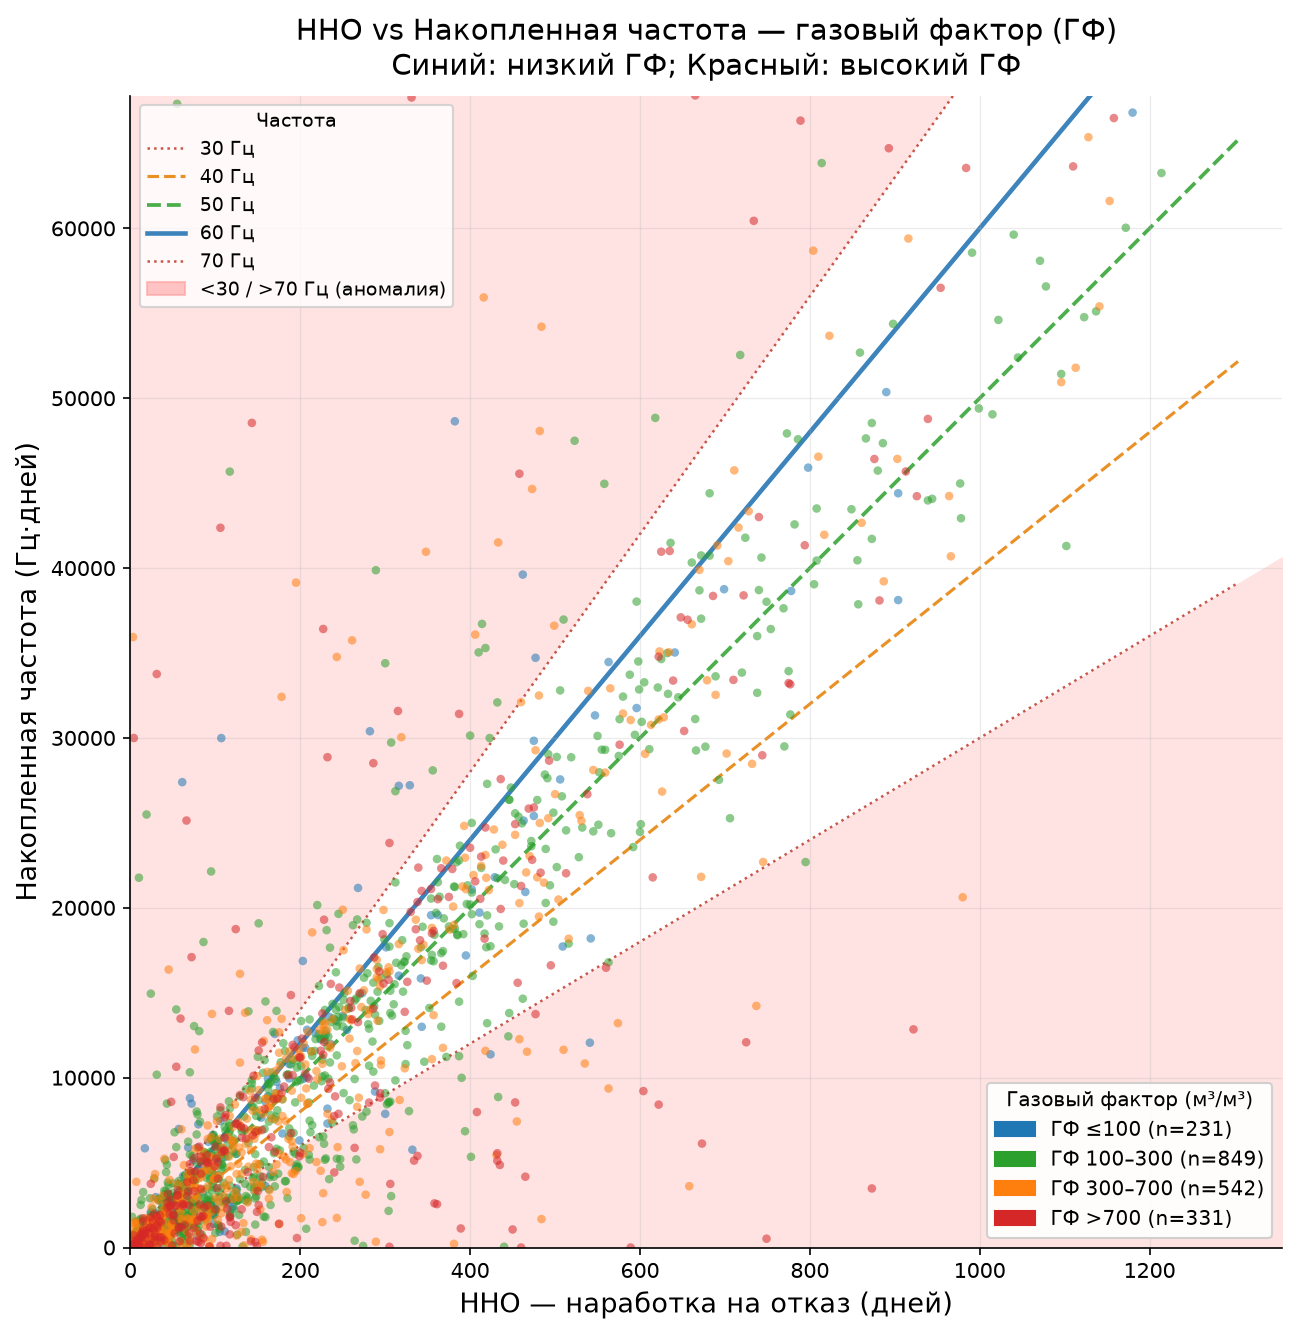 ННО vs Накопленная частота — газовый фактор (ГФ)
Синий: низкий ГФ; Красный: высокий ГФ
Частота
30 Гц
40 Гц
50 Гц
60 Гц
70 Гц
<30 / >70 Гц (аномалия)
Накопленная частота (Гц·дней)
60000
50000
40000
30000
20000
10000
0
Газовый фактор (м³/м³)
ГФ ≤100 (n=231)
ГФ 100–300 (n=849)
ГФ 300–700 (n=542)
ГФ >700 (n=331)
0 200 400 600 800 1000 1200
ННО — наработка на отказ (дней)